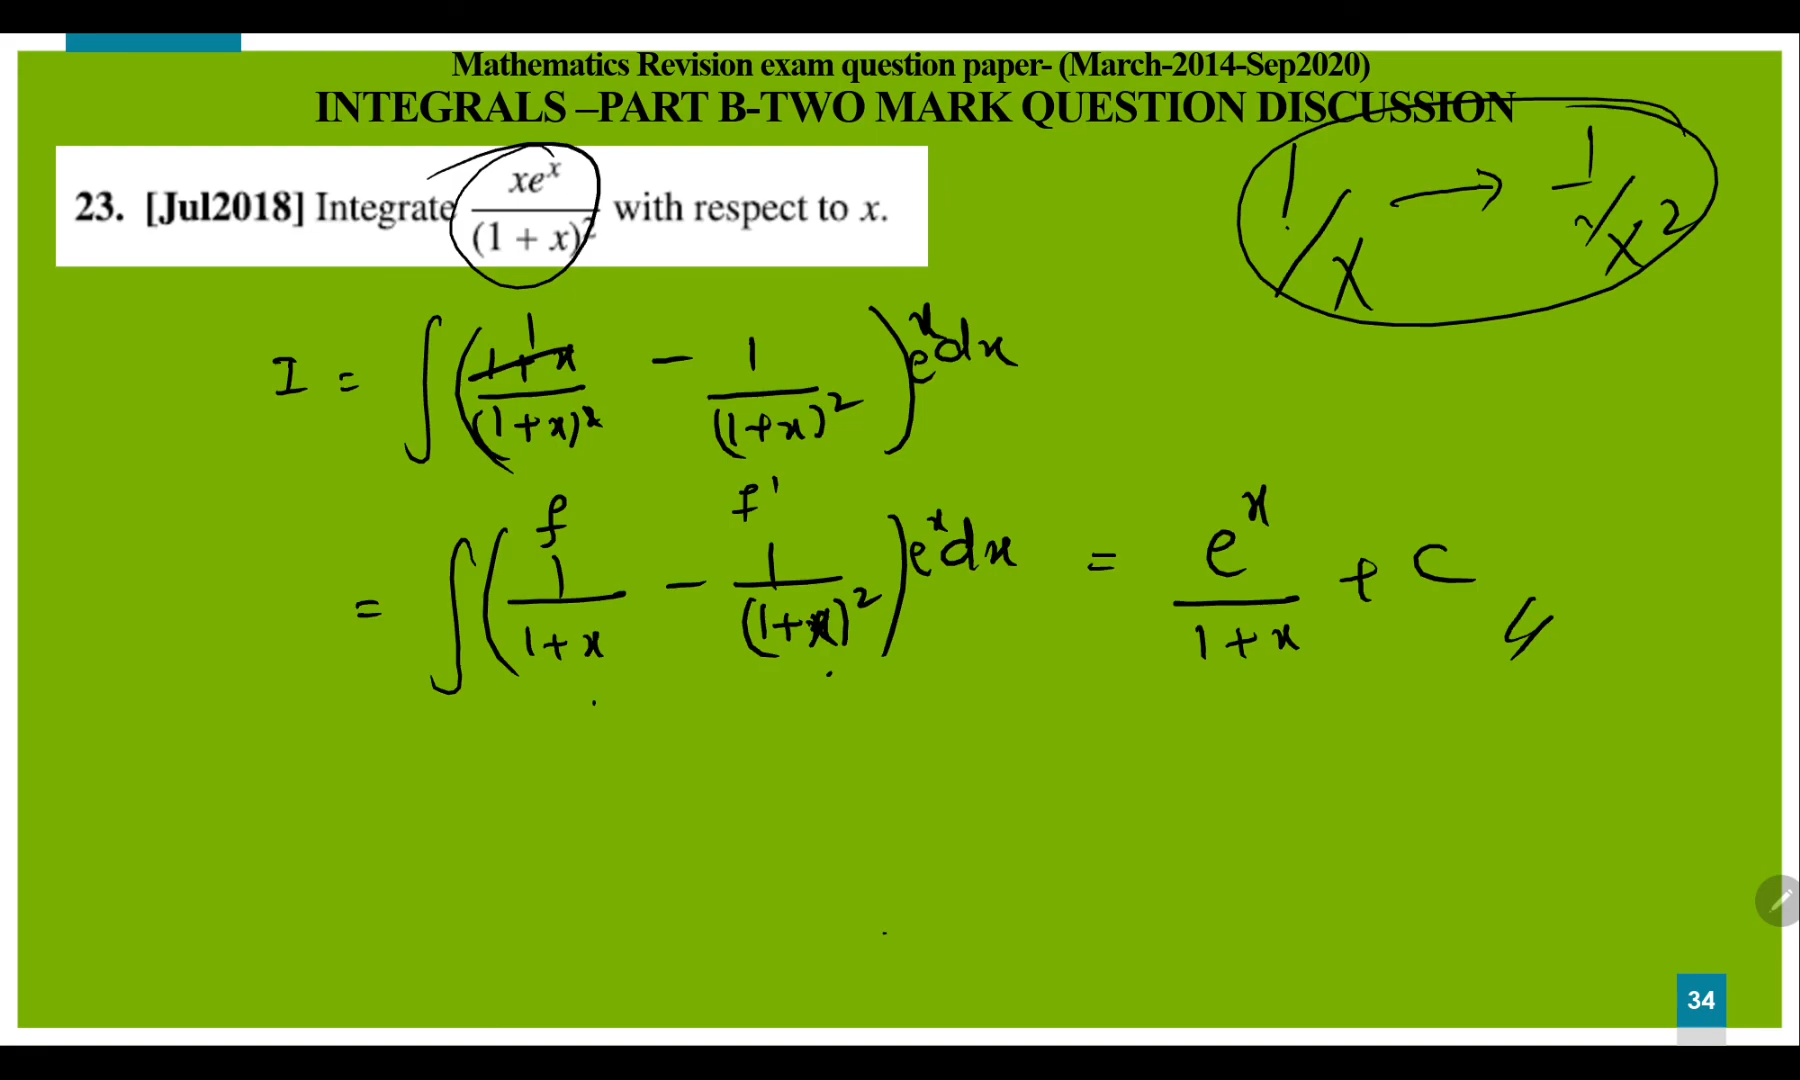 Mathematics Revision exam question paper- (March-2014-Sep2020)
INTEGRALS –PART B-TWO MARK QUESTION DISCUSSION
23. [Jul2018] Integrate xe^x/(1 + x)^2 with respect to x.
1/x → -1/x^2
I = ∫(1+x/(1+x)^2 - 1/(1+x)^2)e^x dx
f f'
= ∫(1/1+x - 1/(1+x)^2)e^x dx = e^x/1+x + C
34